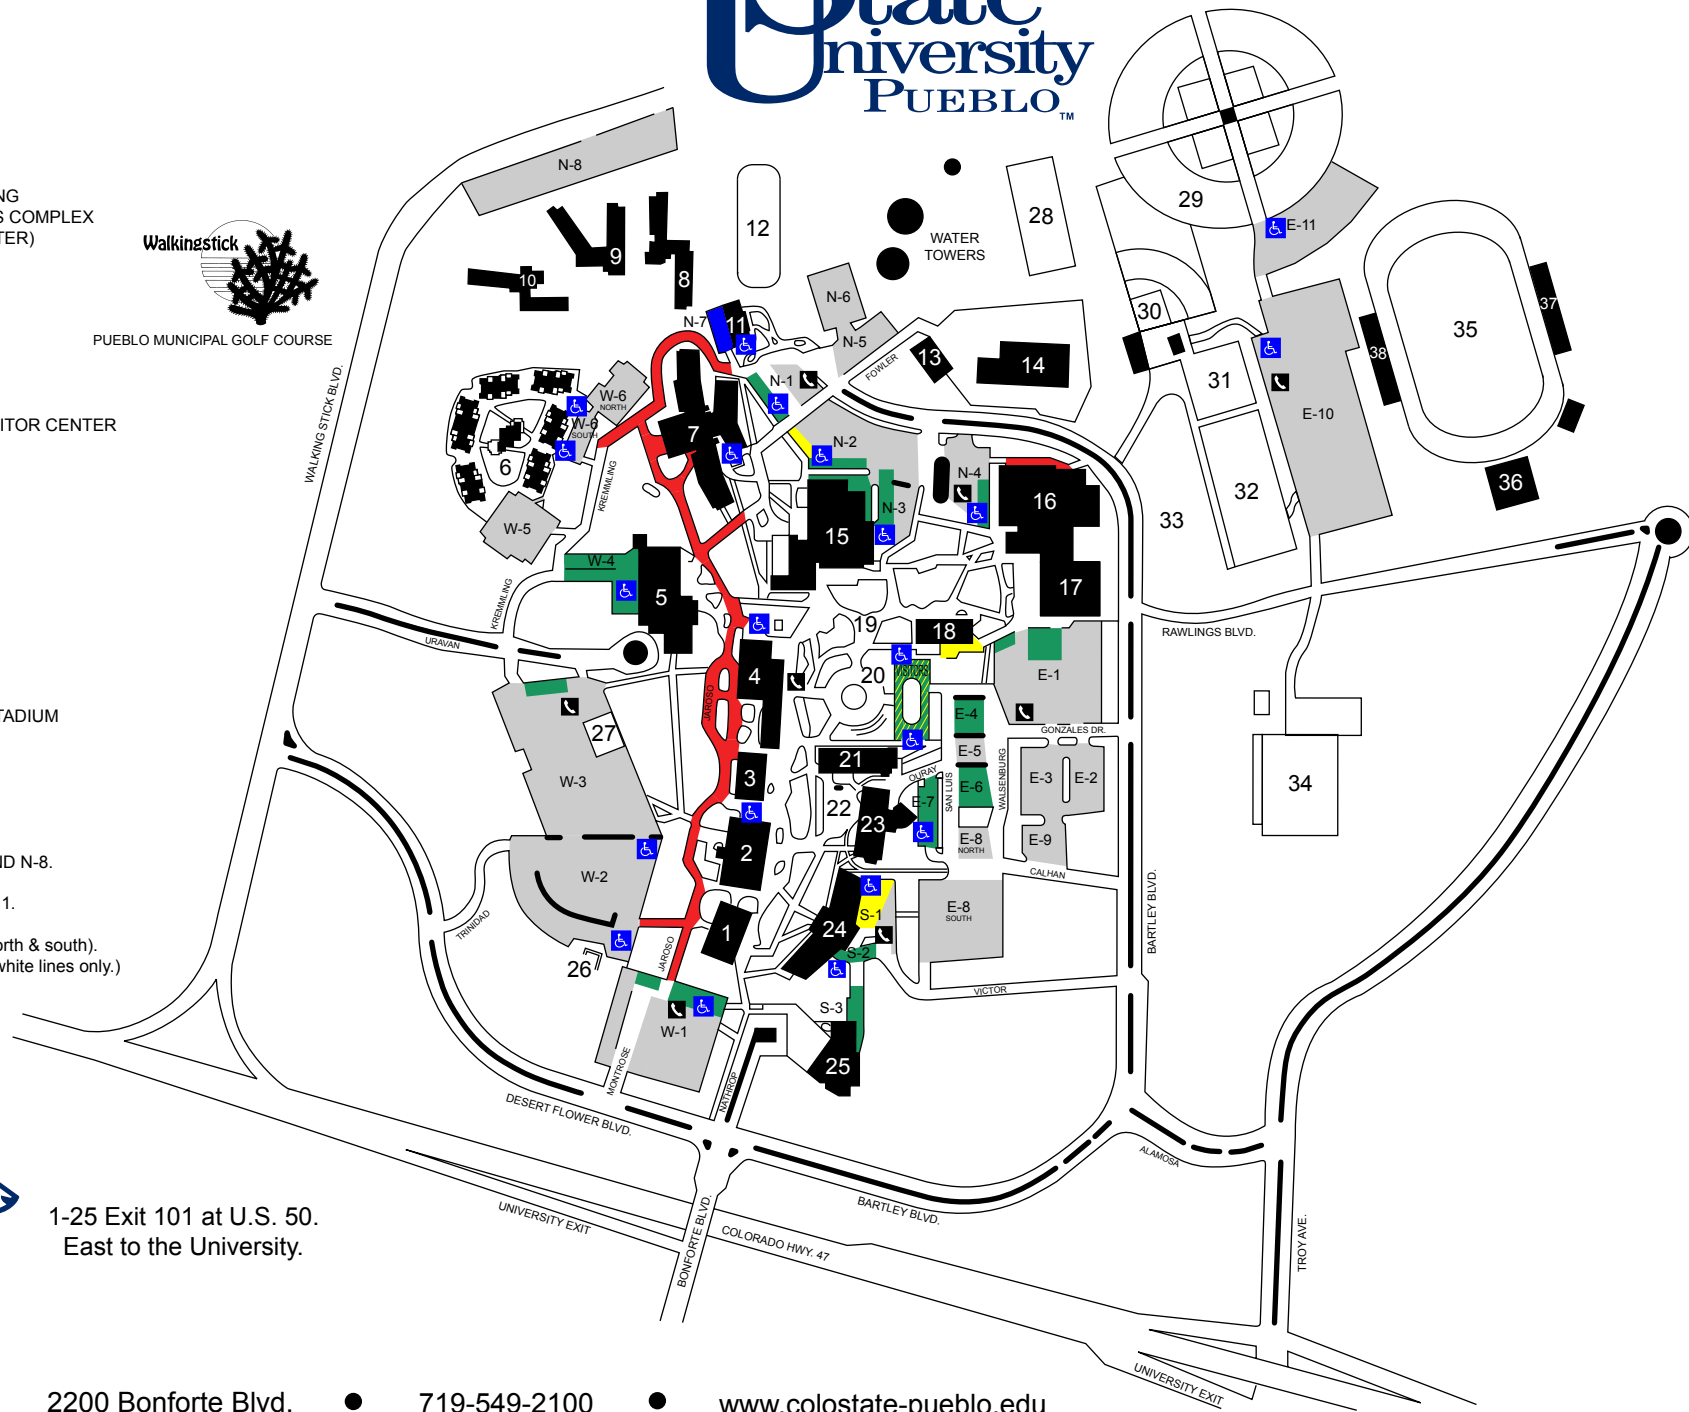 State
University
PUEBLO™
NG
S COMPLEX
TER)
Walkingstick
PUEBLO MUNICIPAL GOLF COURSE
ITOR CENTER
TADIUM
ND N-8.
1.
orth & south).
white lines only.)
N-8
9
10
8
12
WATER
TOWERS
28
29
E-11
30
31
32
33
E-10
35
37
38
36
N-7
11
N-6
N-5
FOWLER
13
14
N-1
N-2
N-3
N-4
15
16
17
WALKING STICK BLVD.
W-6
NORTH
W-6
SOUTH
6
7
W-5
KREMMLING
W-4
KREMMLING
5
URAVAN
19
18
RAWLINGS BLVD.
20
VISITORS
E-1
4
JAROSO
E-4
GONZALES DR.
27
21
E-5
OURAY
SAN LUIS
WALSENBURG
E-3
E-2
W-3
3
22
23
E-7
E-6
34
2
E-8
NORTH
E-9
CALHAN
W-2
TRINIDAD
1
24
S-1
E-8
SOUTH
BARTLEY BLVD.
26
JAROSO
S-2
VICTOR
S-3
W-1
MONTROSE
NATHROP
25
DESERT FLOWER BLVD.
ALAMOSA
UNIVERSITY EXIT
BONFORTE BLVD.
COLORADO HWY. 47
BARTLEY BLVD.
TROY AVE.
UNIVERSITY EXIT
1-25 Exit 101 at U.S. 50.
East to the University.
2200 Bonforte Blvd. ● 719-549-2100 ● www.colostate-pueblo.edu